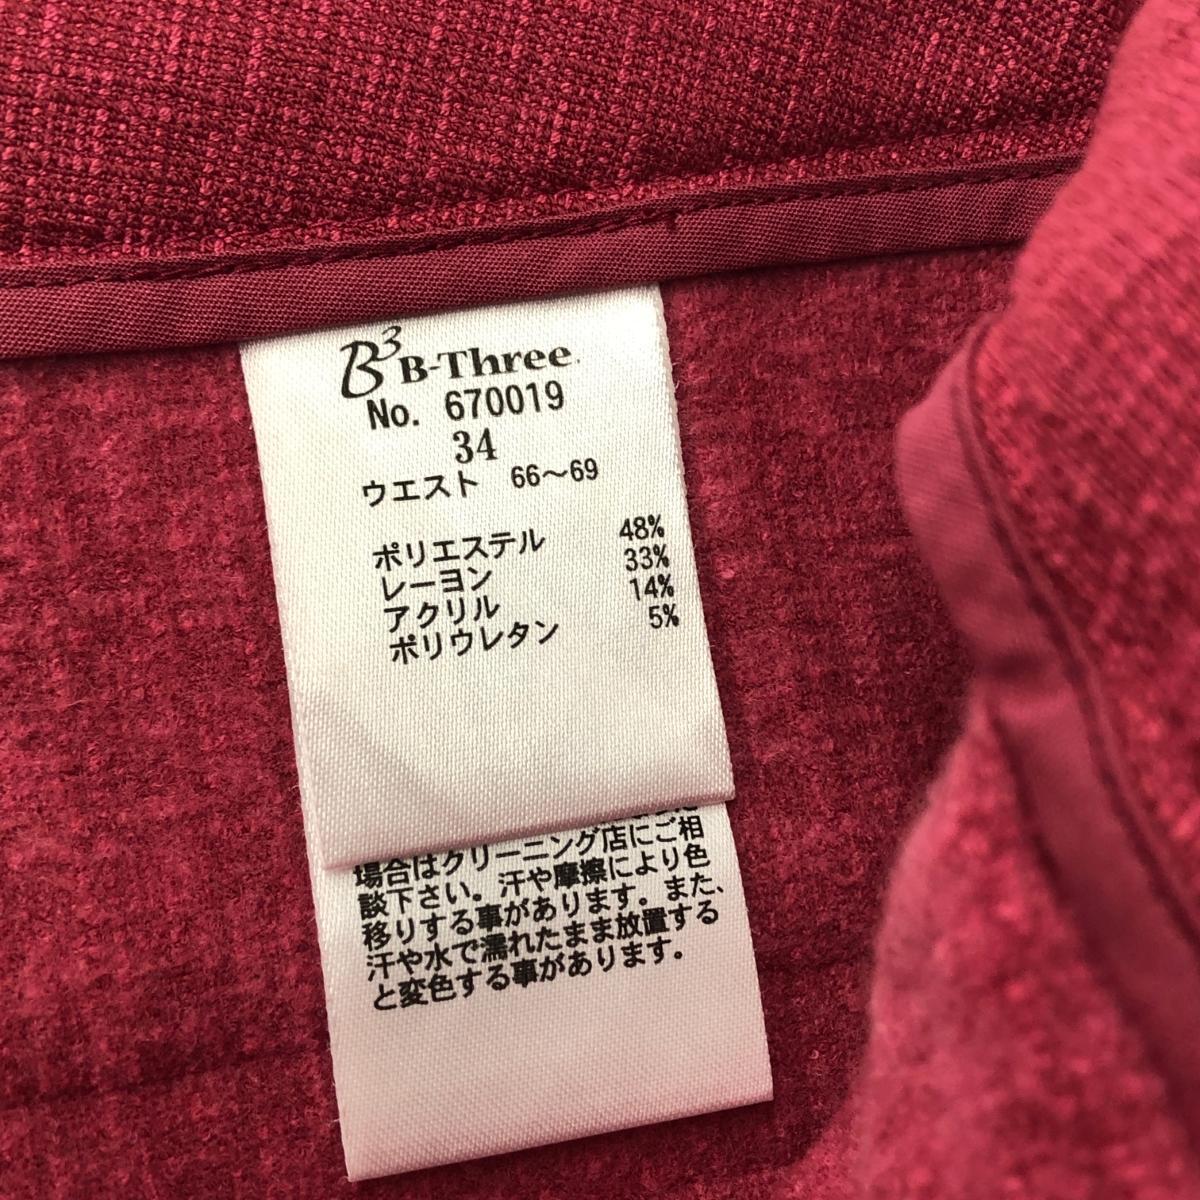 B3 B-Three
No. 670019
34
ウエスト 66～69
ポリエステル 48%
レーヨン 33%
アクリル 14%
ポリウレタン 5%
場合はクリーニング店にご相
談下さい。汗や摩擦により色
移りする事があります。また、
汗や水で濡れたまま放置する
と変色する事があります。